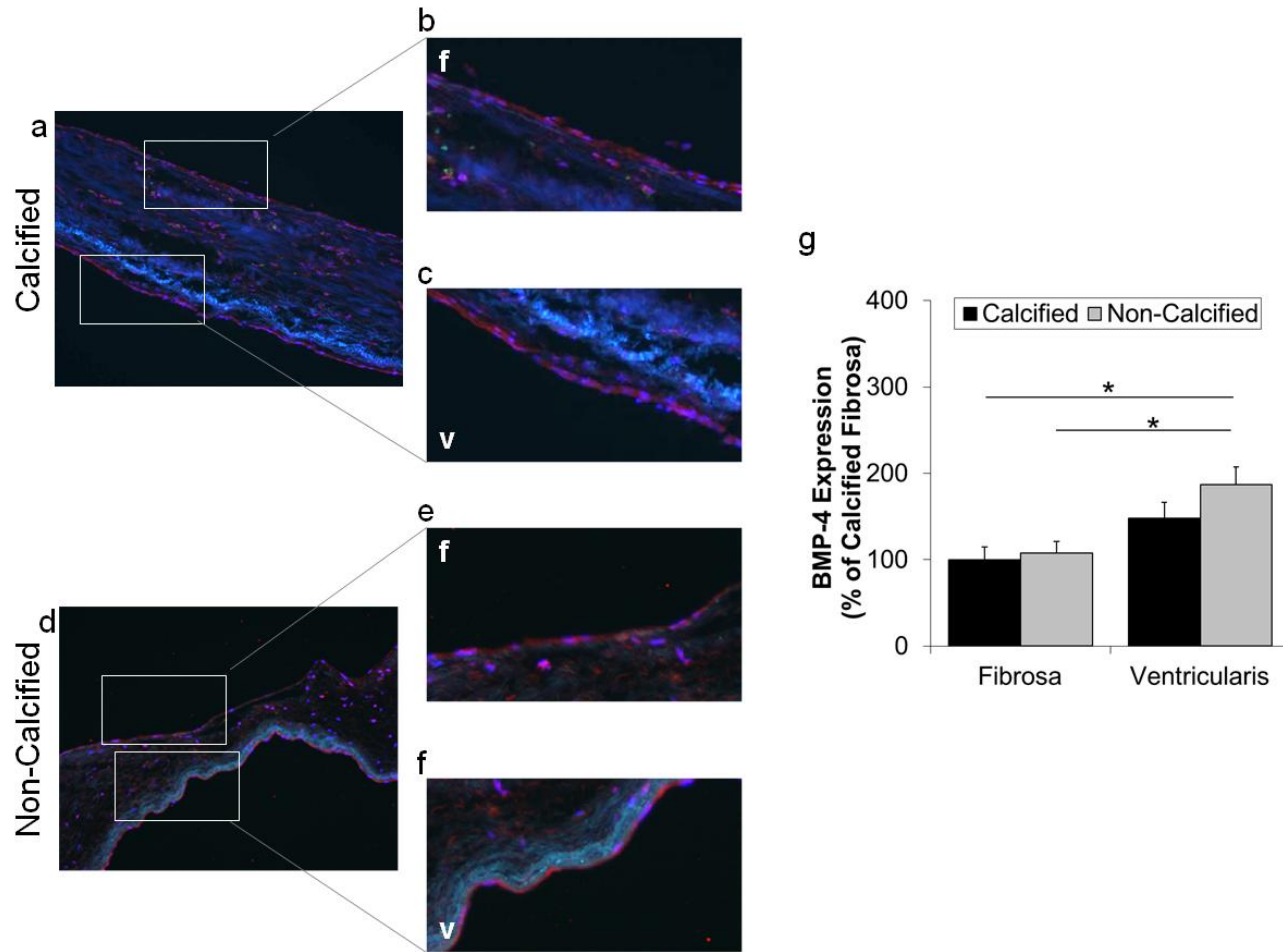 a
Calcified
b
f
c
v
d
Non-Calcified
e
f
f
v
g
BMP-4 Expression
(% of Calcified Fibrosa)
400
300
200
100
0
Calcified Non-Calcified
*
*
Fibrosa Ventricularis